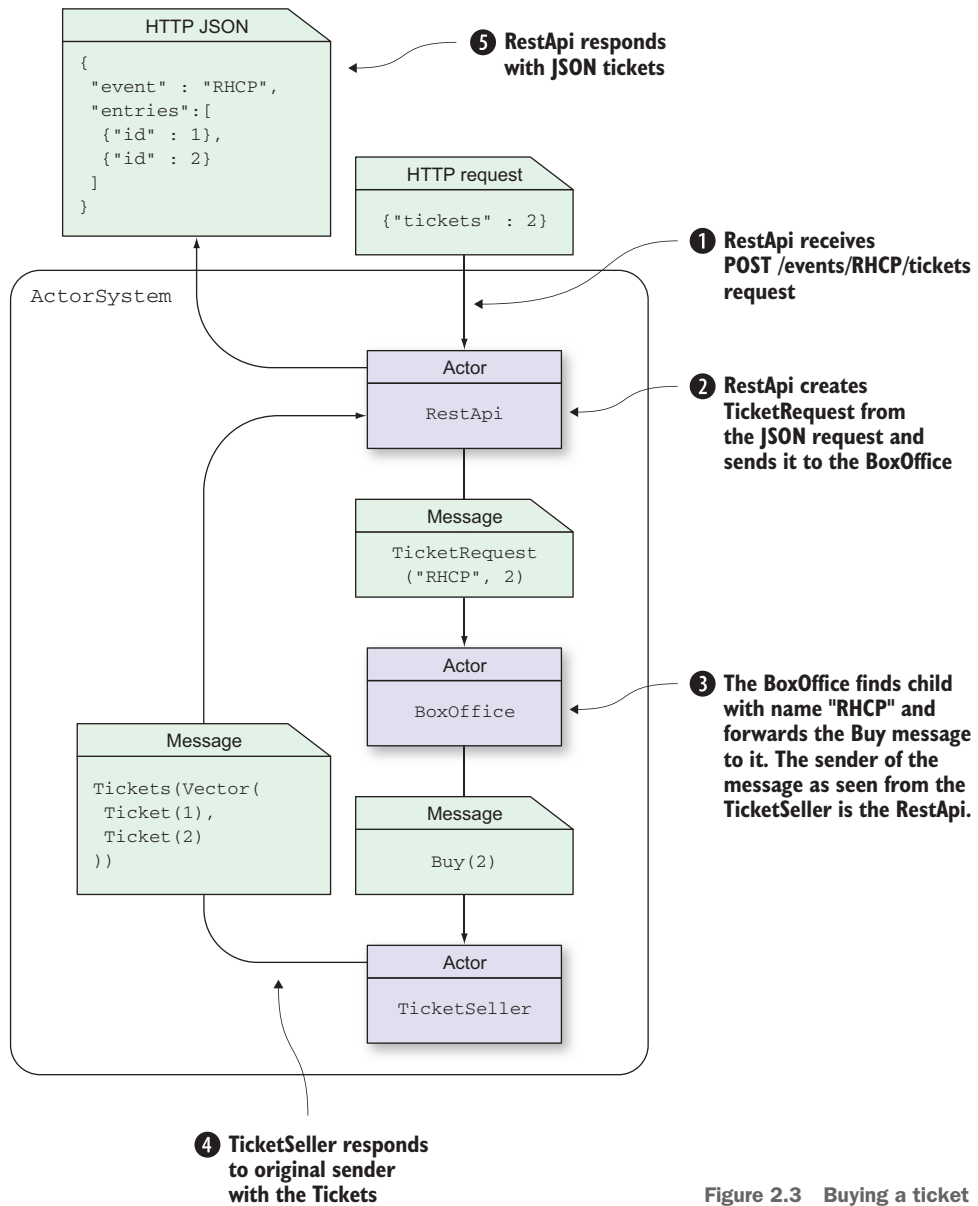 HTTP JSON
{
"event" : "RHCP",
"entries":[
{"id" : 1},
{"id" : 2}
]
}
5 RestApi responds
with JSON tickets
HTTP request
{"tickets" : 2}
1 RestApi receives
POST /events/RHCP/tickets
request
ActorSystem
Actor
RestApi
2 RestApi creates
TicketRequest from
the JSON request and
sends it to the BoxOffice
Message
TicketRequest
("RHCP", 2)
Actor
BoxOffice
3 The BoxOffice finds child
with name "RHCP" and
forwards the Buy message
to it. The sender of the
message as seen from the
TicketSeller is the RestApi.
Message
Tickets(Vector(
Ticket(1),
Ticket(2)
))
Message
Buy(2)
Actor
TicketSeller
4 TicketSeller responds
to original sender
with the Tickets
Figure 2.3 Buying a ticket